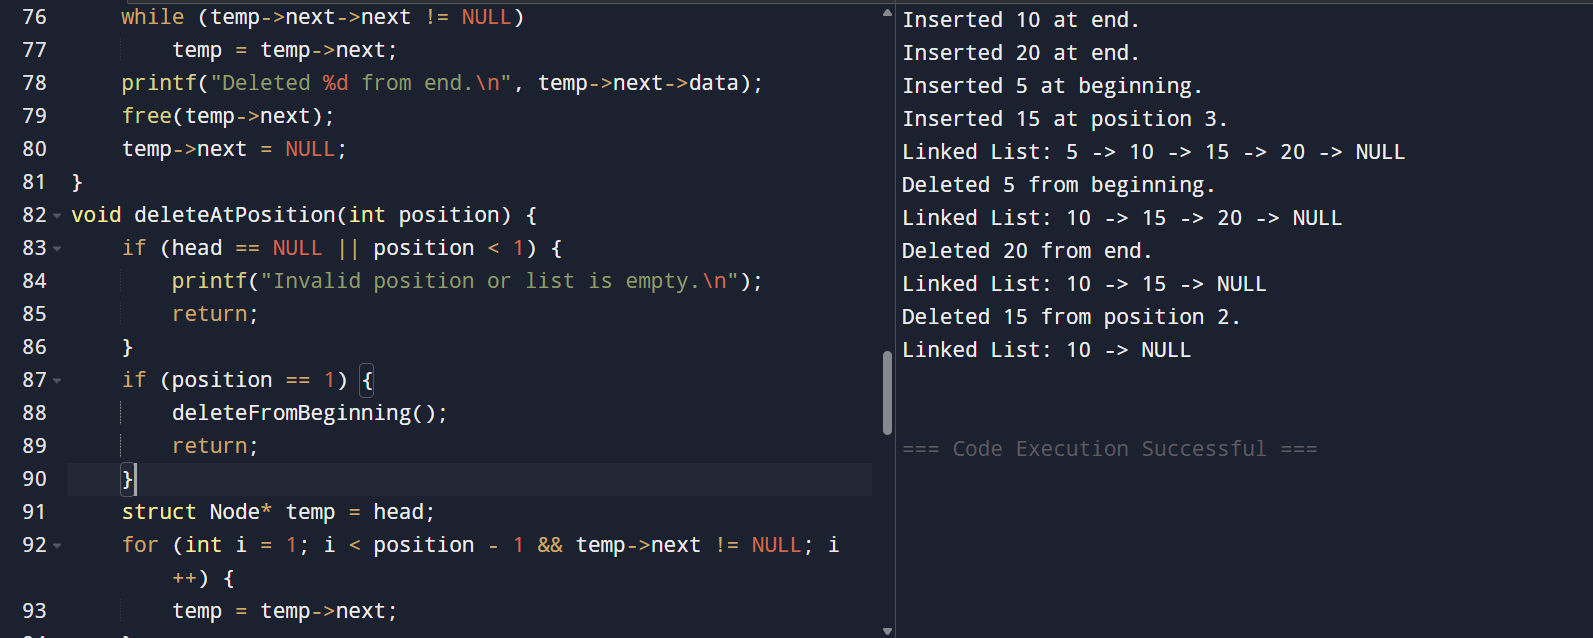 76 while (temp->next->next != NULL)
77 temp = temp->next;
78 printf("Deleted %d from end.\n", temp->next->data);
79 free(temp->next);
80 temp->next = NULL;
81 }
82 void deleteAtPosition(int position) {
83 if (head == NULL || position < 1) {
84 printf("Invalid position or list is empty.\n");
85 return;
86 }
87 if (position == 1) {
88 deleteFromBeginning();
89 return;
90 }
91 struct Node* temp = head;
92 for (int i = 1; i < position - 1 && temp->next != NULL; i
++) {
93 temp = temp->next;
Inserted 10 at end.
Inserted 20 at end.
Inserted 5 at beginning.
Inserted 15 at position 3.
Linked List: 5 -> 10 -> 15 -> 20 -> NULL
Deleted 5 from beginning.
Linked List: 10 -> 15 -> 20 -> NULL
Deleted 20 from end.
Linked List: 10 -> 15 -> NULL
Deleted 15 from position 2.
Linked List: 10 -> NULL
=== Code Execution Successful ===